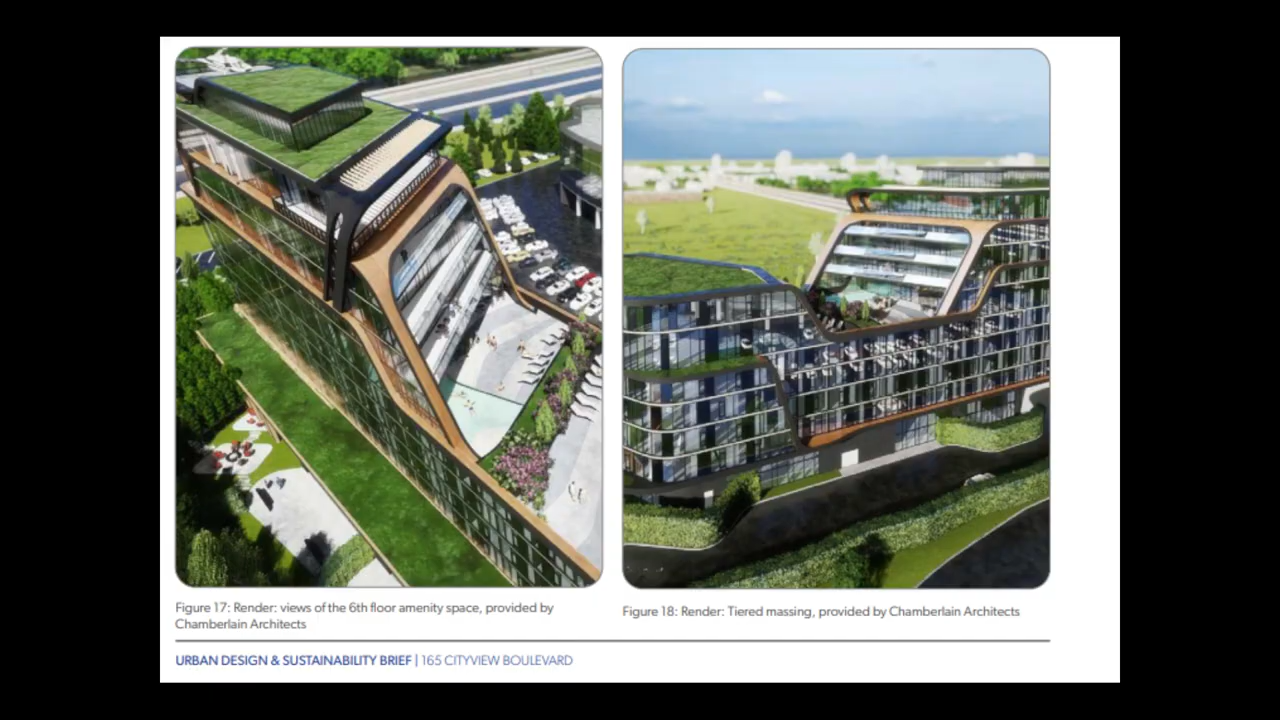 Figure 17: Render: views of the 6th floor amenity space, provided by
Chamberlain Architects
Figure 18: Render: Tiered massing, provided by Chamberlain Architects
URBAN DESIGN & SUSTAINABILITY BRIEF | 165 CITYVIEW BOULEVARD